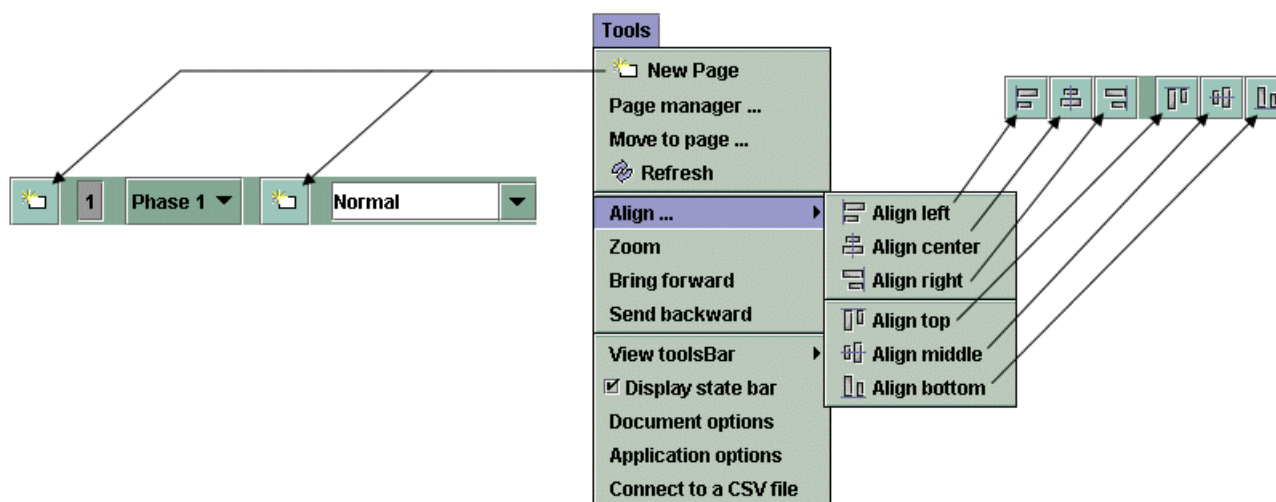 Tools
New Page
Page manager ...
Move to page ...
Refresh
1
Phase 1
Normal
Align ...
Zoom
Bring forward
Send backward
Align left
Align center
Align right
Align top
Align middle
Align bottom
View toolsBar
Display state bar
Document options
Application options
Connect to a CSV file